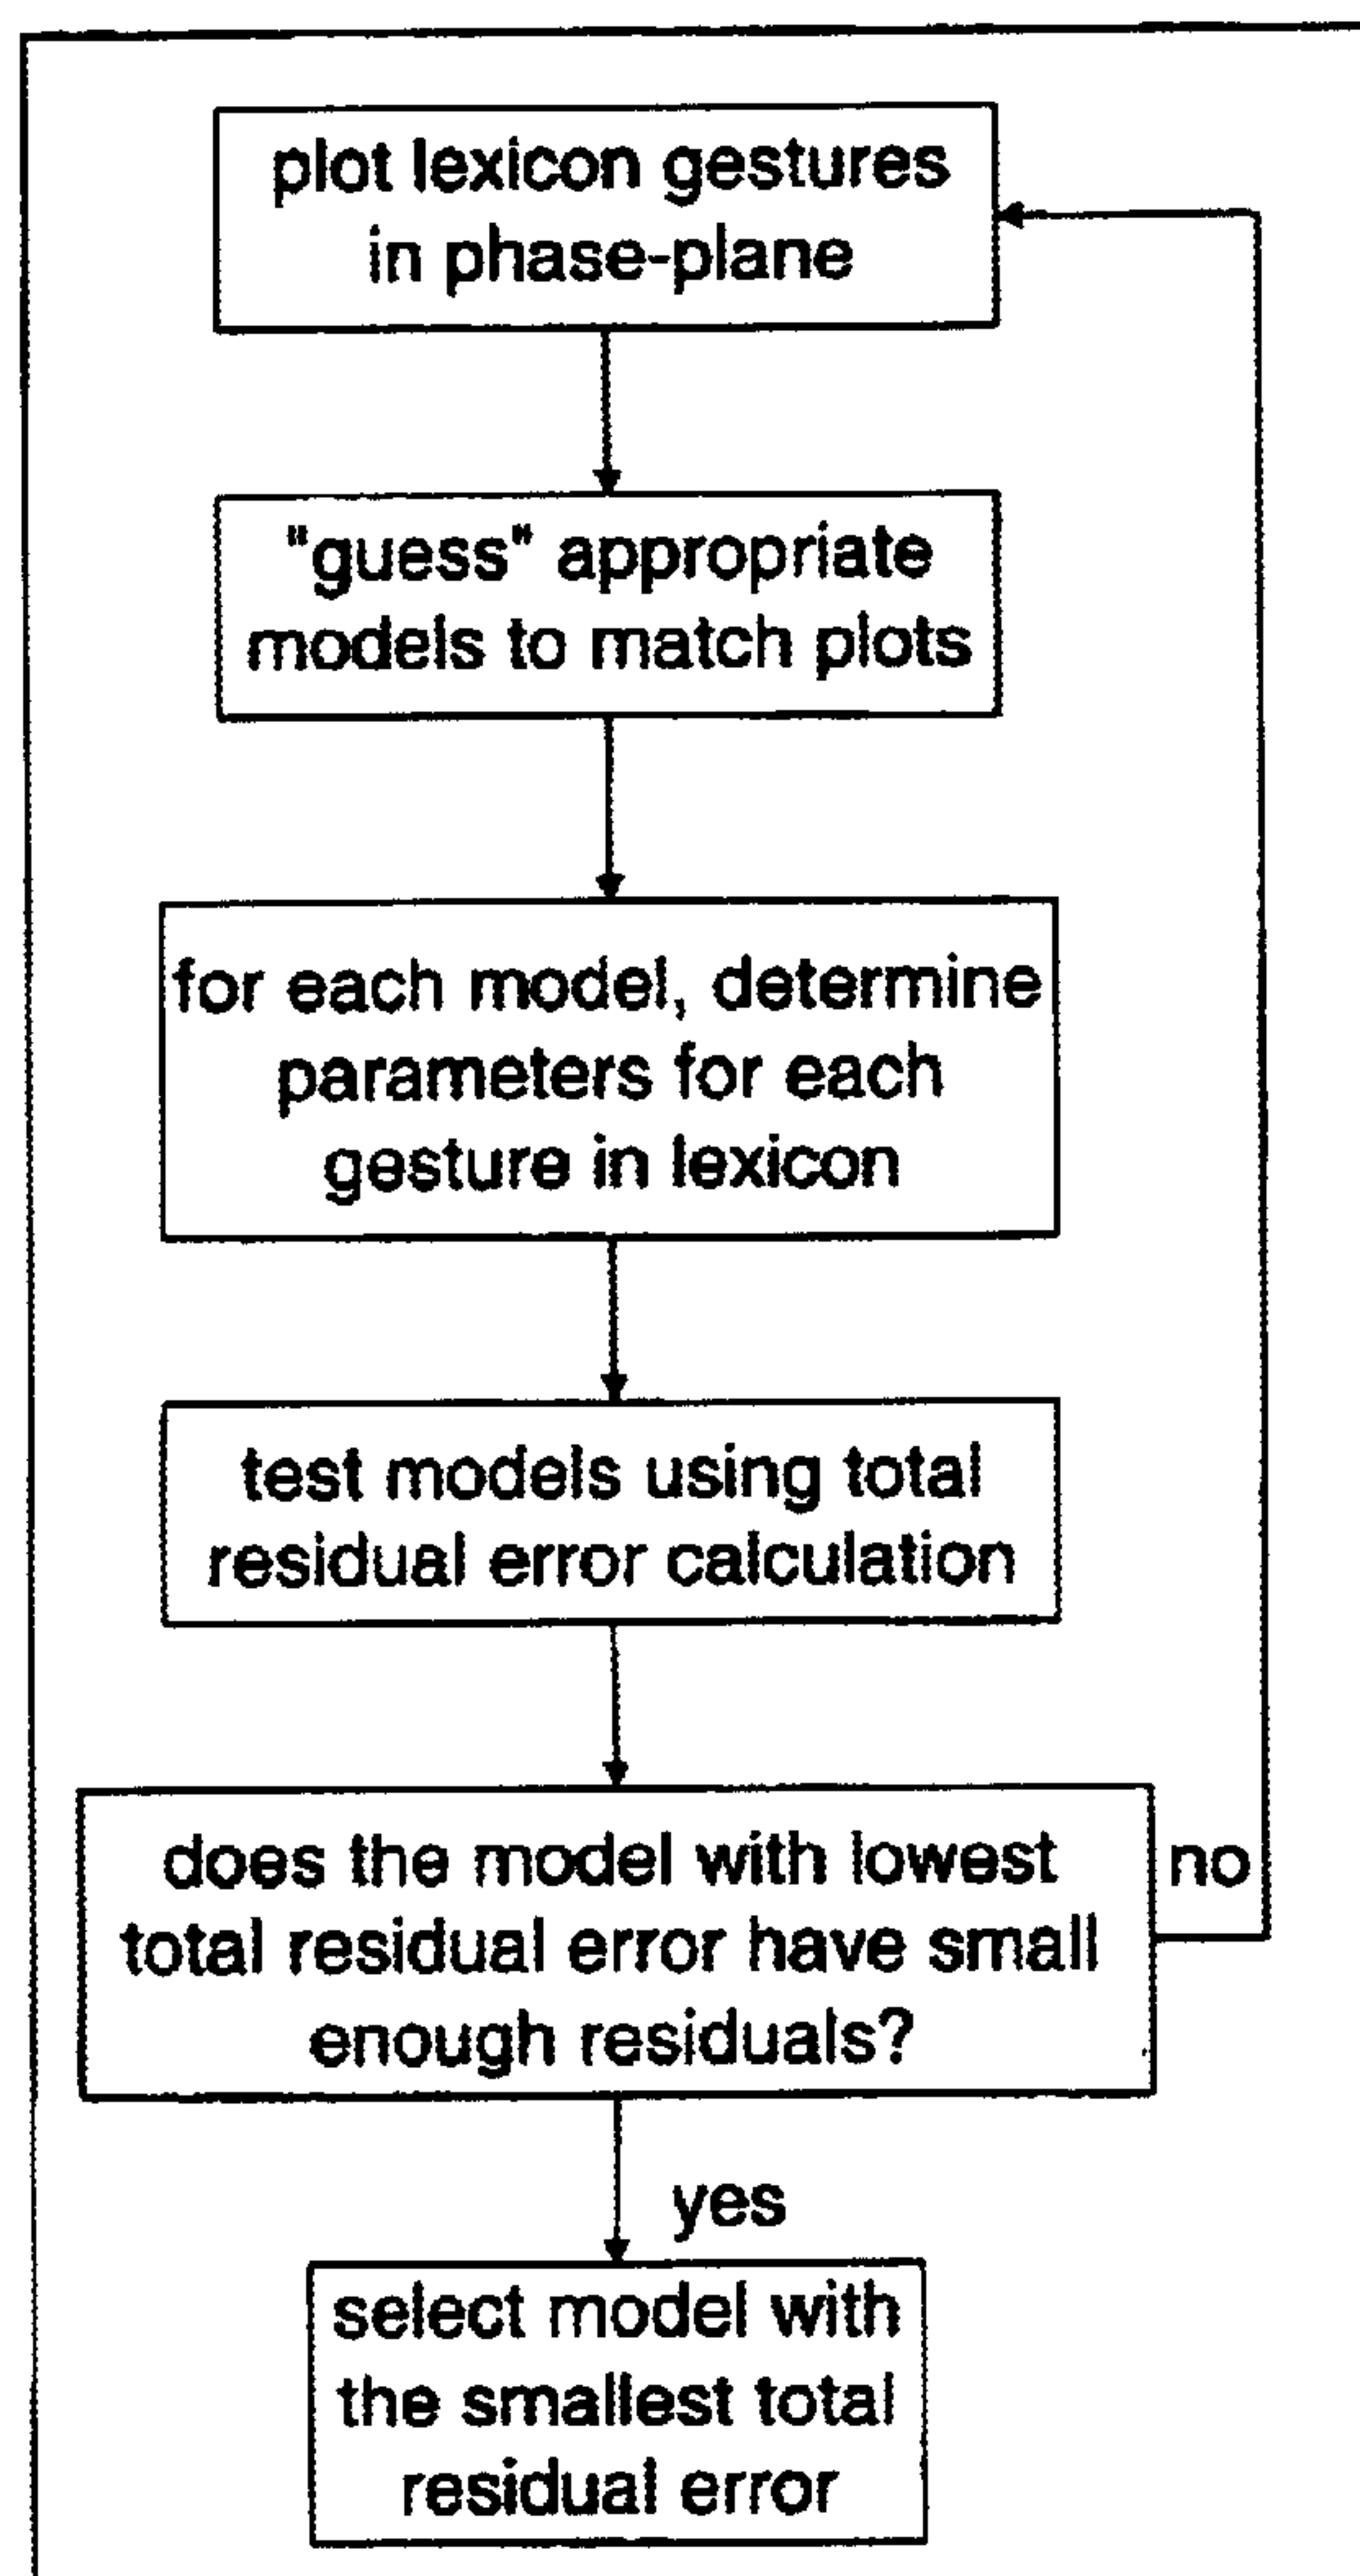 plot lexicon gestures
in phase-plane
"guess" appropriate
models to match plots
for each model, determine
parameters for each
gesture in lexicon
test models using total
residual error calculation
does the model with lowest
total residual error have small
enough residuals?
no
yes
select model with
the smallest total
residual error